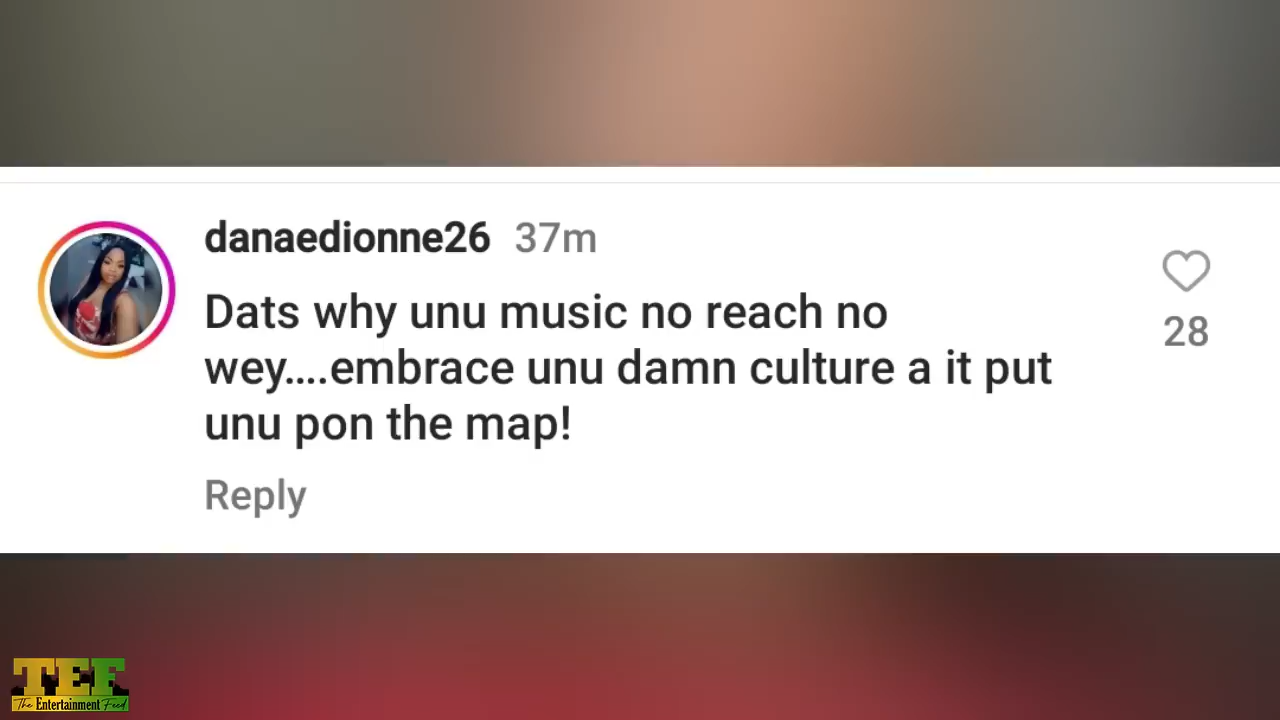 danaedionne26 37m
Dats why unu music no reach no
wey....embrace unu damn culture a it put
unu pon the map!
28
Reply
TEF
The Entertainment Feed